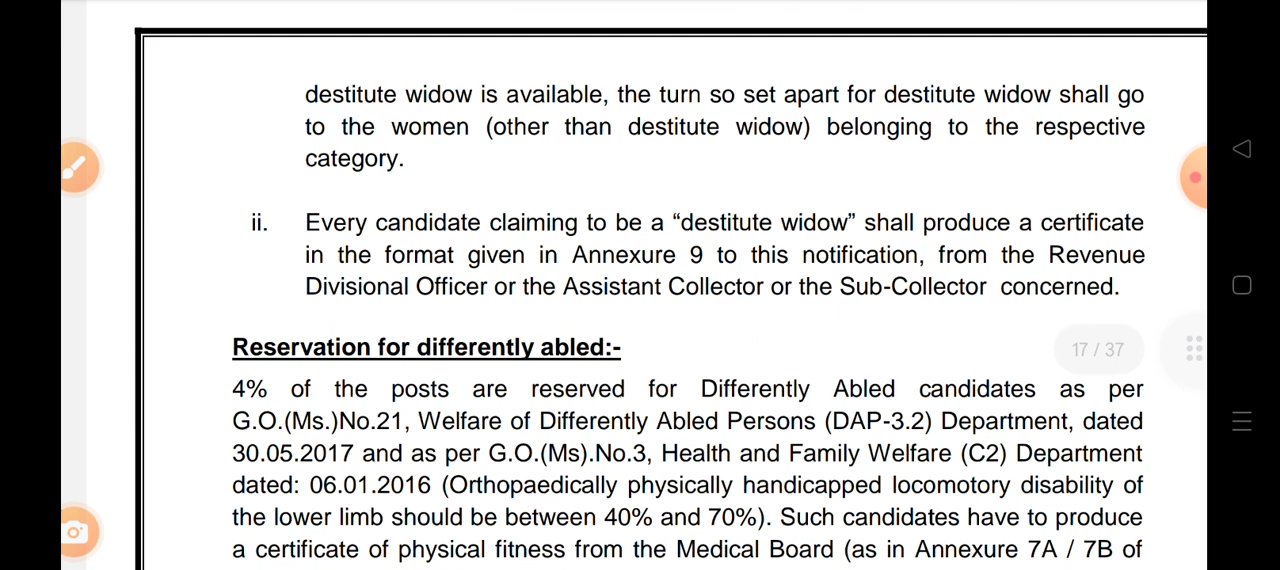 destitute widow is available, the turn so set apart for destitute widow shall go
to the women (other than destitute widow) belonging to the respective
category.
ii. Every candidate claiming to be a “destitute widow” shall produce a certificate
in the format given in Annexure 9 to this notification, from the Revenue
Divisional Officer or the Assistant Collector or the Sub-Collector concerned.
Reservation for differently abled:-
17 / 37
4% of the posts are reserved for Differently Abled candidates as per
G.O.(Ms.)No.21, Welfare of Differently Abled Persons (DAP-3.2) Department, dated
30.05.2017 and as per G.O.(Ms).No.3, Health and Family Welfare (C2) Department
dated: 06.01.2016 (Orthopaedically physically handicapped locomotory disability of
the lower limb should be between 40% and 70%). Such candidates have to produce
a certificate of physical fitness from the Medical Board (as in Annexure 7A / 7B of